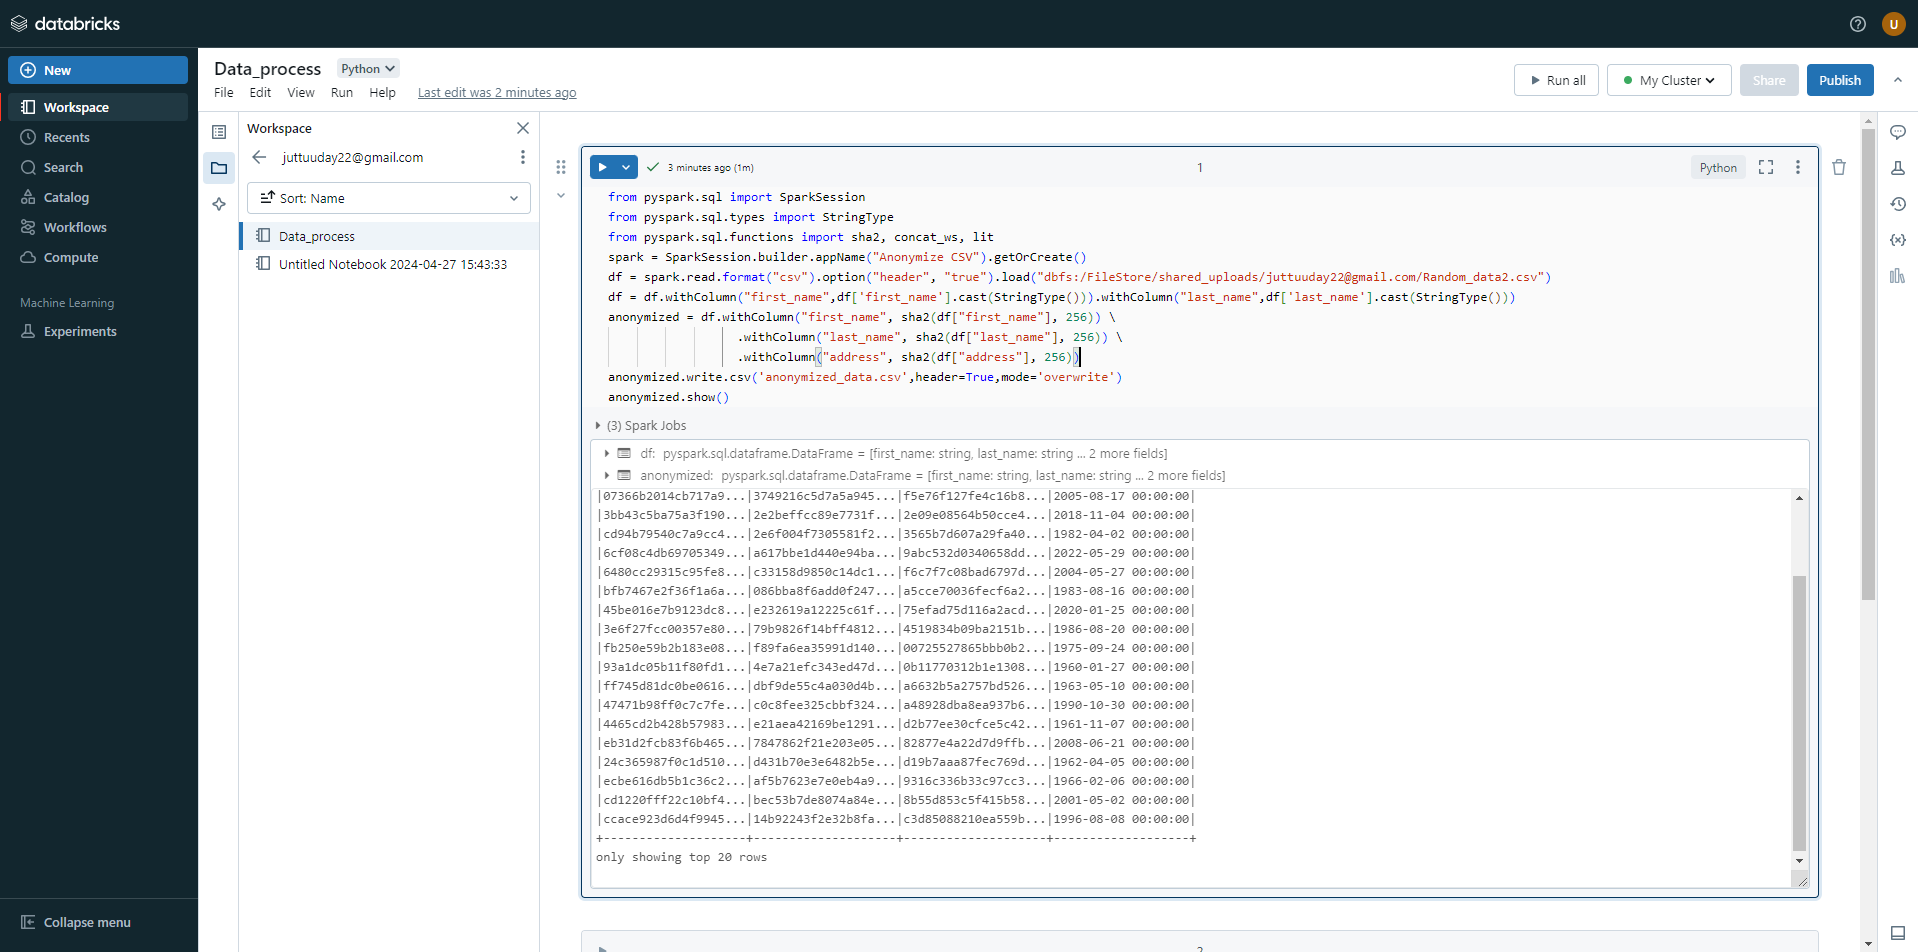 databricks
U
New
Workspace
Recents
Search
Catalog
Workflows
Compute
Machine Learning
Experiments
Collapse menu
Data_process
Python
File Edit View Run Help Last edit was 2 minutes ago
Run all
My Cluster
Share
Publish
Workspace
juttuuday22@gmail.com
Sort: Name
Data_process
Untitled Notebook 2024-04-27 15:43:33
3 minutes ago (1m)
1
Python
from pyspark.sql import SparkSession
from pyspark.sql.types import StringType
from pyspark.sql.functions import sha2, concat_ws, lit
spark = SparkSession.builder.appName("Anonymize CSV").getOrCreate()
df = spark.read.format("csv").option("header", "true").load("dbfs:/FileStore/shared_uploads/juttuuday22@gmail.com/Random_data2.csv")
df = df.withColumn("first_name",df['first_name'].cast(StringType())).withColumn("last_name",df['last_name'].cast(StringType()))
anonymized = df.withColumn("first_name", sha2(df["first_name"], 256)) \
.withColumn("last_name", sha2(df["last_name"], 256)) \
.withColumn("address", sha2(df["address"], 256))
anonymized.write.csv('anonymized_data.csv',header=True,mode='overwrite')
anonymized.show()
(3) Spark Jobs
df: pyspark.sql.dataframe.DataFrame = [first_name: string, last_name: string ... 2 more fields]
anonymized: pyspark.sql.dataframe.DataFrame = [first_name: string, last_name: string ... 2 more fields]
|07366b2014cb717a9...|3749216c5d7a5a945...|f5e76f127fe4c16b8...|2005-08-17 00:00:00|
|3bb43c5ba75a3f190...|2e2beffcc89e7731f...|2e09e08564b50cce4...|2018-11-04 00:00:00|
|cd94b79540c7a9cc4...|2e6f004f7305581f2...|3565b7d607a29fa40...|1982-04-02 00:00:00|
|6cf08c4db69705349...|a617bbe1d440e94ba...|9abc532d0340658dd...|2022-05-29 00:00:00|
|6480cc29315c95fe8...|c33158d9850c14dc1...|f6c7f7c08bad6797d...|2004-05-27 00:00:00|
|bfb7467e2f36f1a6a...|086bba8f6add0f247...|a5cce70036fecf6a2...|1983-08-16 00:00:00|
|45be016e7b9123dc8...|e232619a12225c61f...|75efad75d116a2acd...|2020-01-25 00:00:00|
|3e6f27fcc00357e80...|79b9826f14bff4812...|4519834b09ba2151b...|1986-08-20 00:00:00|
|fb250e59b2b183e08...|f89fa6ea35991d140...|00725527865bbb0b2...|1975-09-24 00:00:00|
|93a1dc05b11f80fd1...|4e7a21efc343ed47d...|0b11770312b1e1308...|1960-01-27 00:00:00|
|ff745d81dc0be0616...|dbf9de55c4a030d4b...|a6632b5a2757bd526...|1963-05-10 00:00:00|
|47471b98ff0c7c7fe...|c0c8fee325cbbf324...|a48928dba8ea937b6...|1990-10-30 00:00:00|
|4465cd2b428b57983...|e21aea42169be1291...|d2b77ee30cfce5c42...|1961-11-07 00:00:00|
|eb31d2fcb83f6b465...|7847862f21e203e05...|82877e4a22d7d9ffb...|2008-06-21 00:00:00|
|24c365987f0c1d510...|d431b70e3e6482b5e...|d19b7aaa87fec769d...|1962-04-05 00:00:00|
|ecbe616db5b1c36c2...|af5b7623e7e0eb4a9...|9316c336b33c97cc3...|1966-02-06 00:00:00|
|cd1220fff22c10bf4...|bec53b7de8074a84e...|8b55d853c5f415b58...|2001-05-02 00:00:00|
|ccace923d6d4f9945...|14b92243f2e32b8fa...|c3d85088210ea559b...|1996-08-08 00:00:00|
+--------------------+--------------------+--------------------+-------------------+
only showing top 20 rows
2